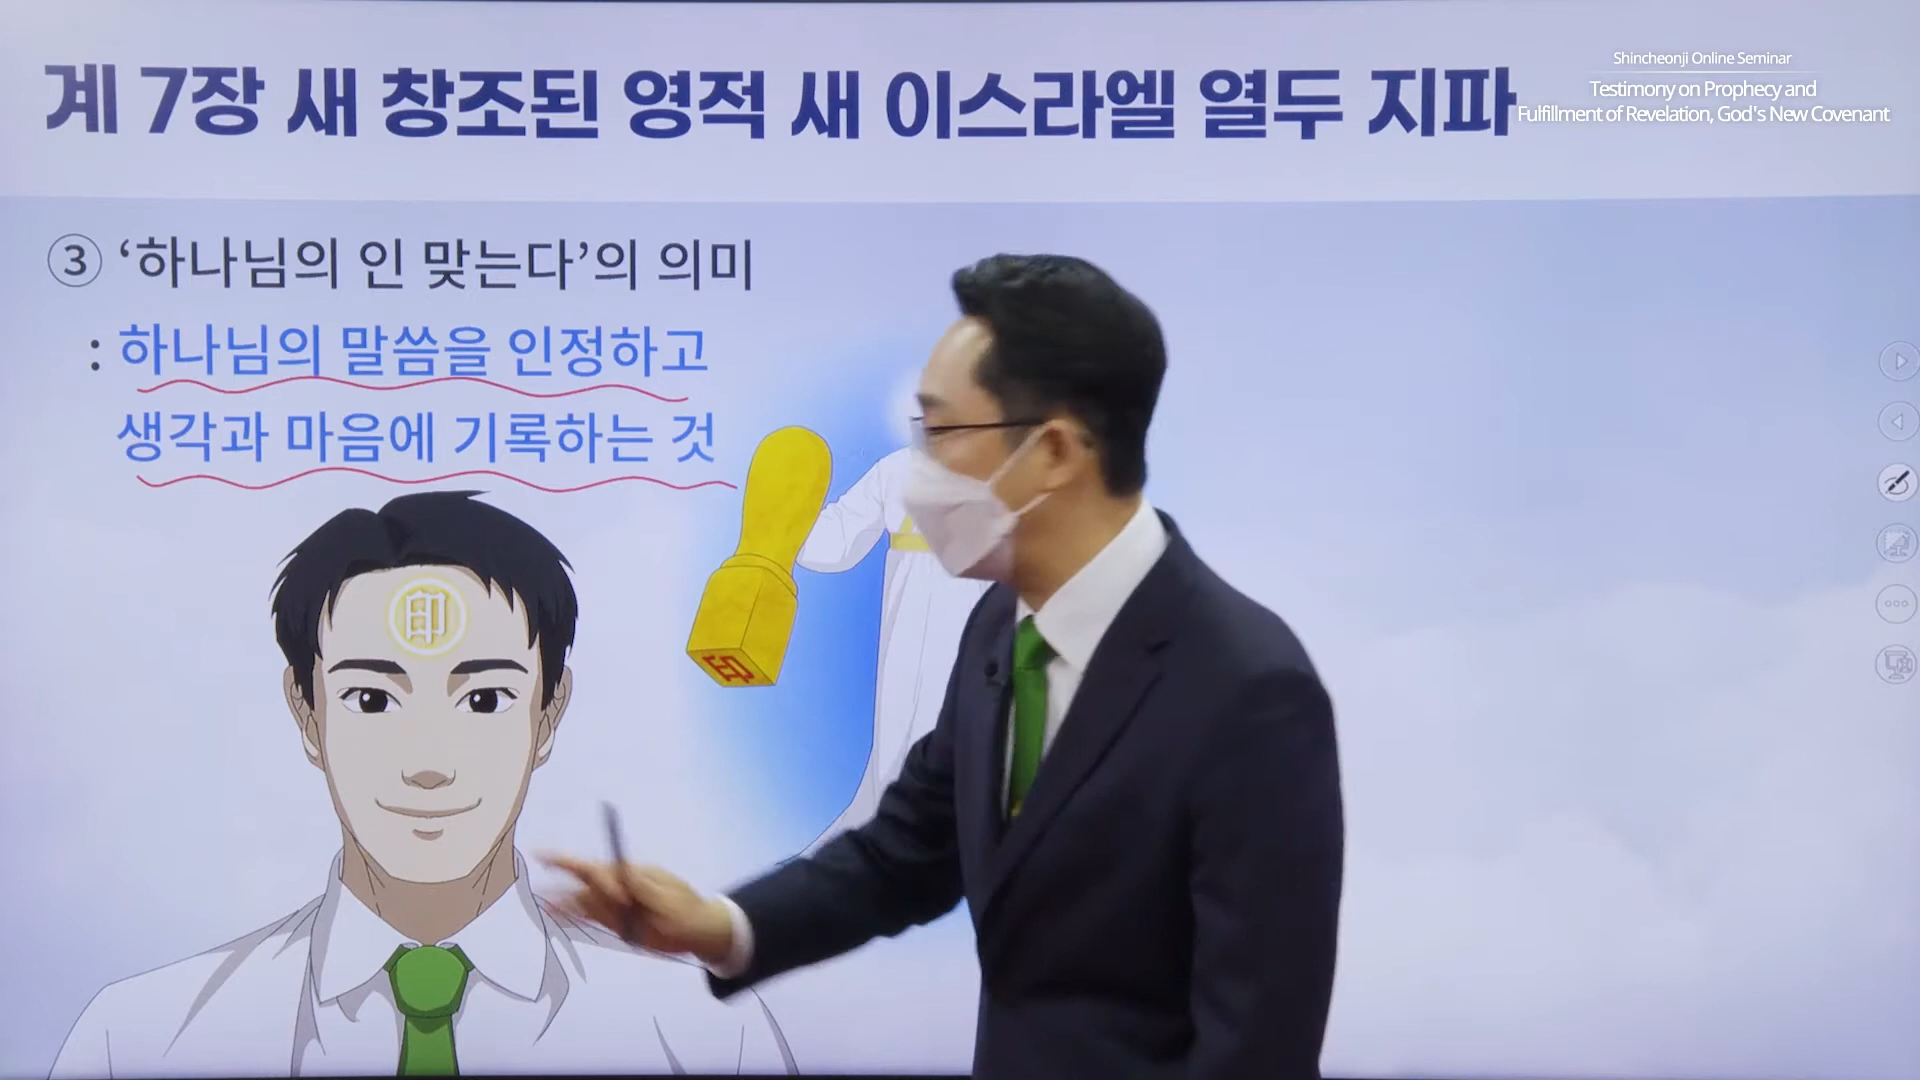 계 7장 새 창조된 영적 새 이스라엘 열두 지파
Shincheonji Online Seminar
Testimony on Prophecy and
Fulfillment of Revelation, God's New Covenant
③ ‘하나님의 인 맞는다’의 의미
: 하나님의 말씀을 인정하고
생각과 마음에 기록하는 것
印
印